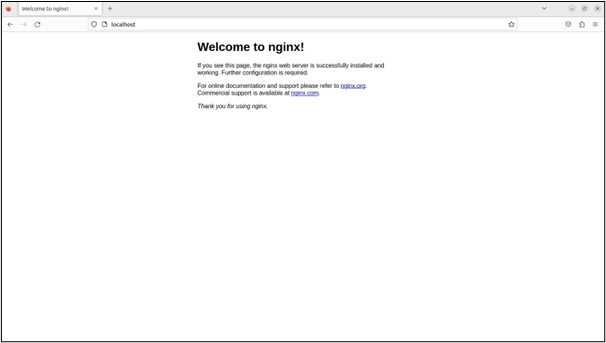 Welcome to nginx!
localhost
Welcome to nginx!
If you see this page, the nginx web server is successfully installed and
working. Further configuration is required.
For online documentation and support please refer to nginx.org.
Commercial support is available at nginx.com.
Thank you for using nginx.